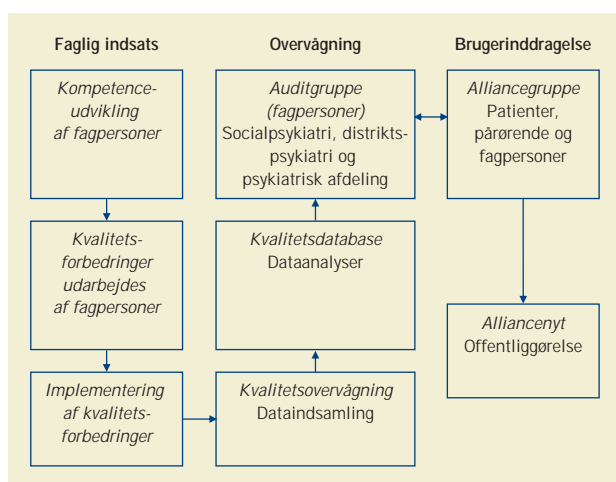 Faglig indsats
Kompetence-
udvikling
af fagpersoner
Kvalitets-
forbedringer
udarbejdes
af fagpersoner
Implementering
af kvalitets-
forbedringer
Overvågning
Auditgruppe
(fagpersoner)
Socialpsykiatri, distrikts-
psykiatri og
psykiatrisk afdeling
Kvalitetsdatabase
Dataanalyser
Kvalitetsovervågning
Dataindsamling
Brugerinddragelse
Alliancegruppe
Patienter,
pårørende og
fagpersoner
Alliancenyt
Offentliggørelse